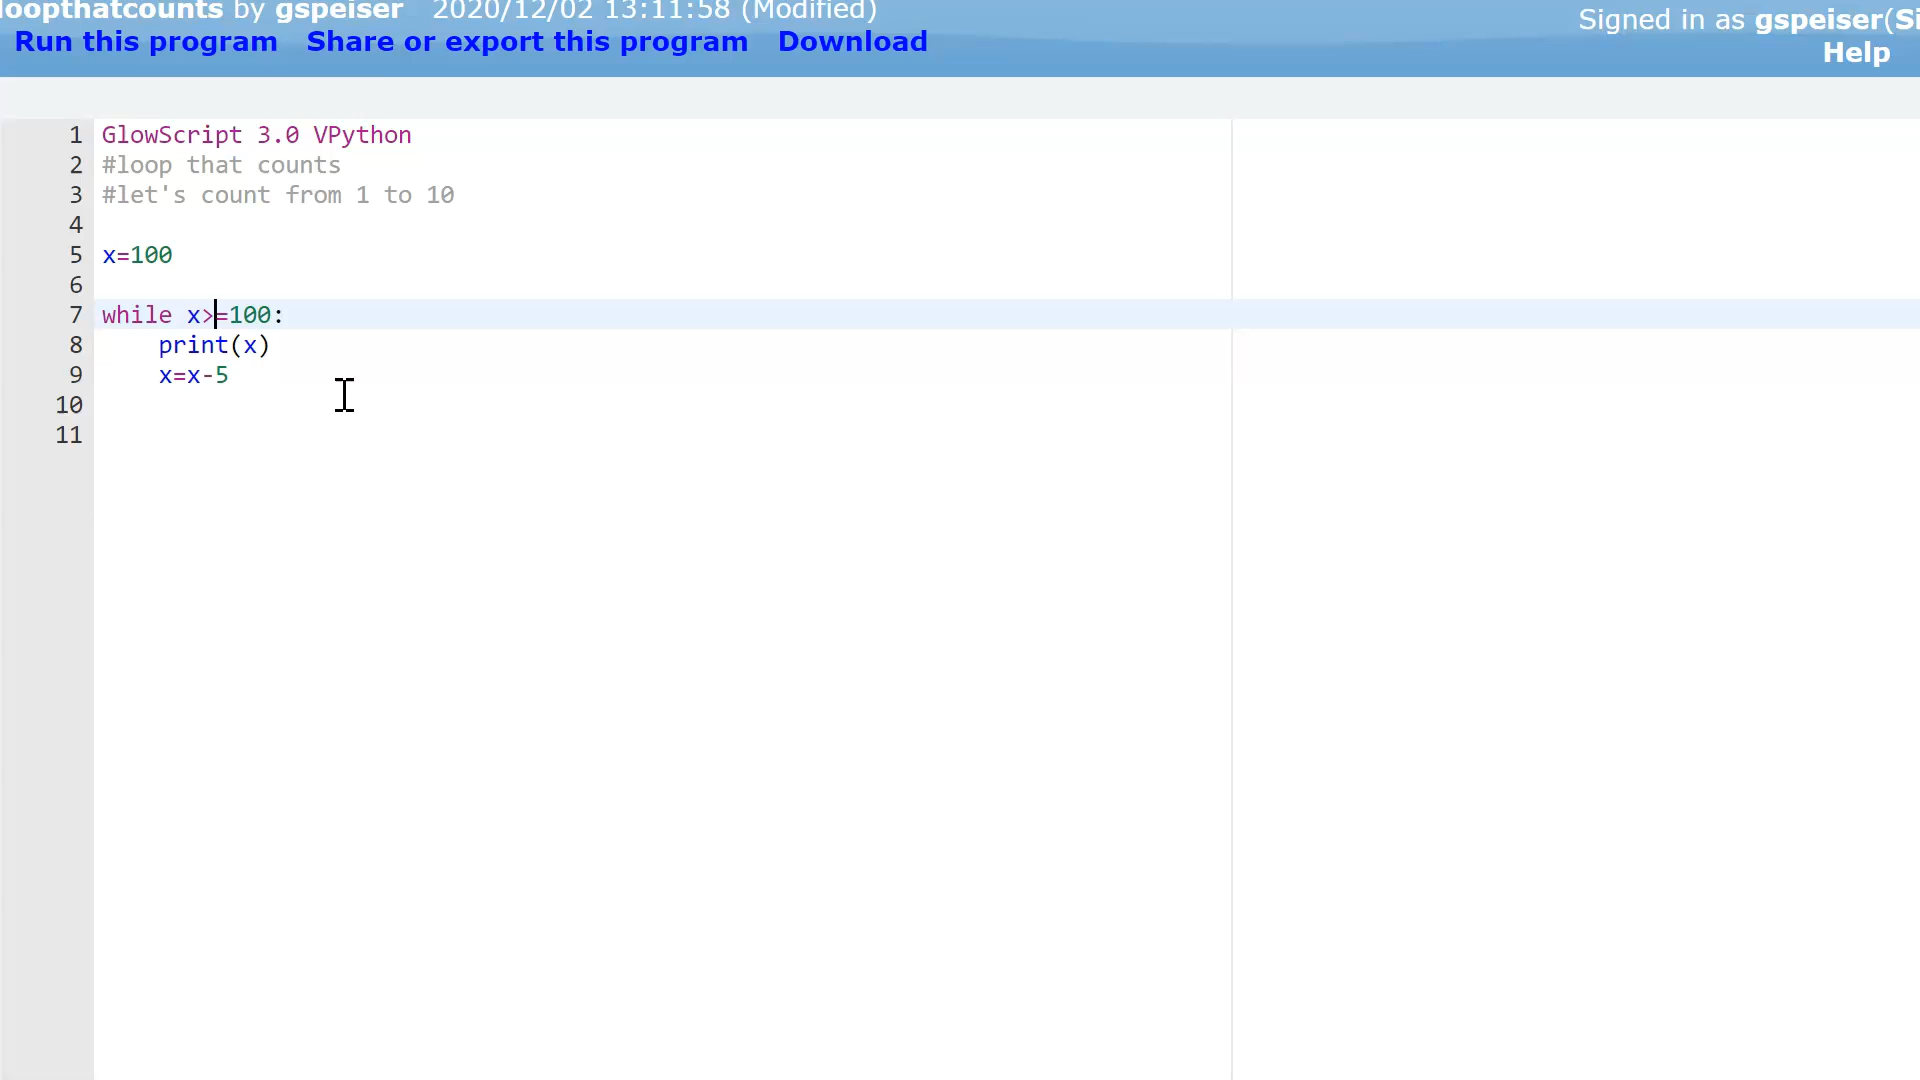 loopthatcounts by gspeiser 2020/12/02 13:11:58 (Modified)
Signed in as gspeiser(Si
Run this program Share or export this program Download
Help
1 GlowScript 3.0 VPython
2 #loop that counts
3 #let's count from 1 to 10
4
5 x=100
6
7 while x>=100:
8 print(x)
9 x=x-5
10
11